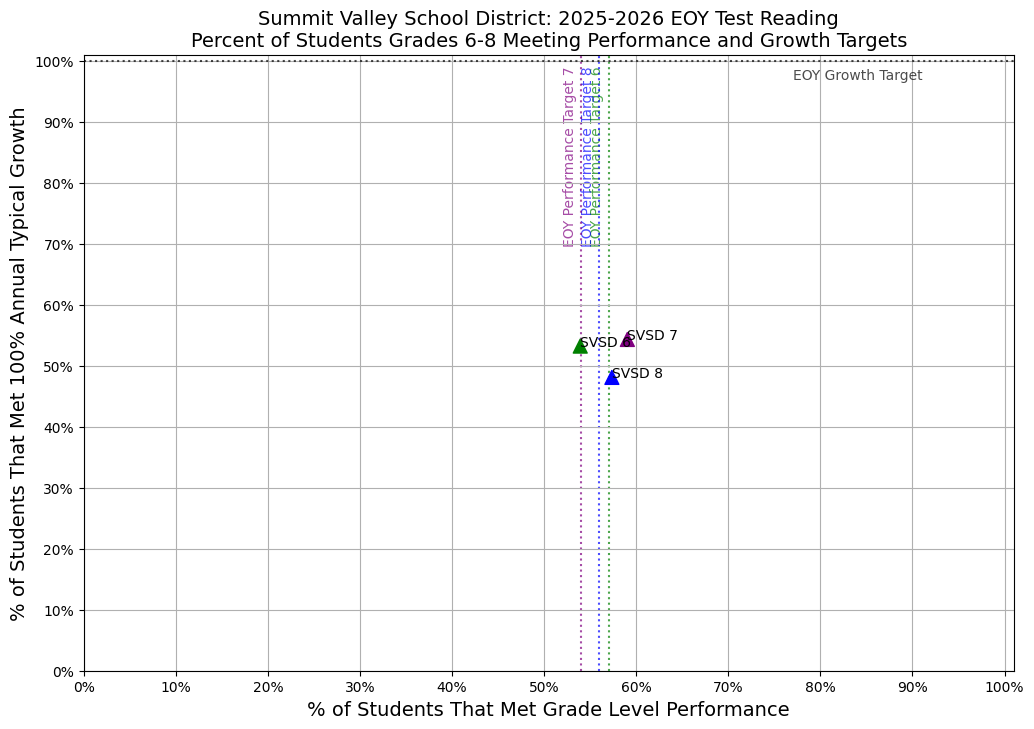 Summit Valley School District: 2025-2026 EOY Test Reading
Percent of Students Grades 6-8 Meeting Performance and Growth Targets
% of Students That Met 100% Annual Typical Growth
100%
90%
80%
70%
60%
50%
40%
30%
20%
10%
0%
EOY Growth Target
EOY Performance Target 7
EOY Performance Target 8
EOY Performance Target 6
SVSD 7
SVSD 6
SVSD 8
0%
10%
20%
30%
40%
50%
60%
70%
80%
90%
100%
% of Students That Met Grade Level Performance